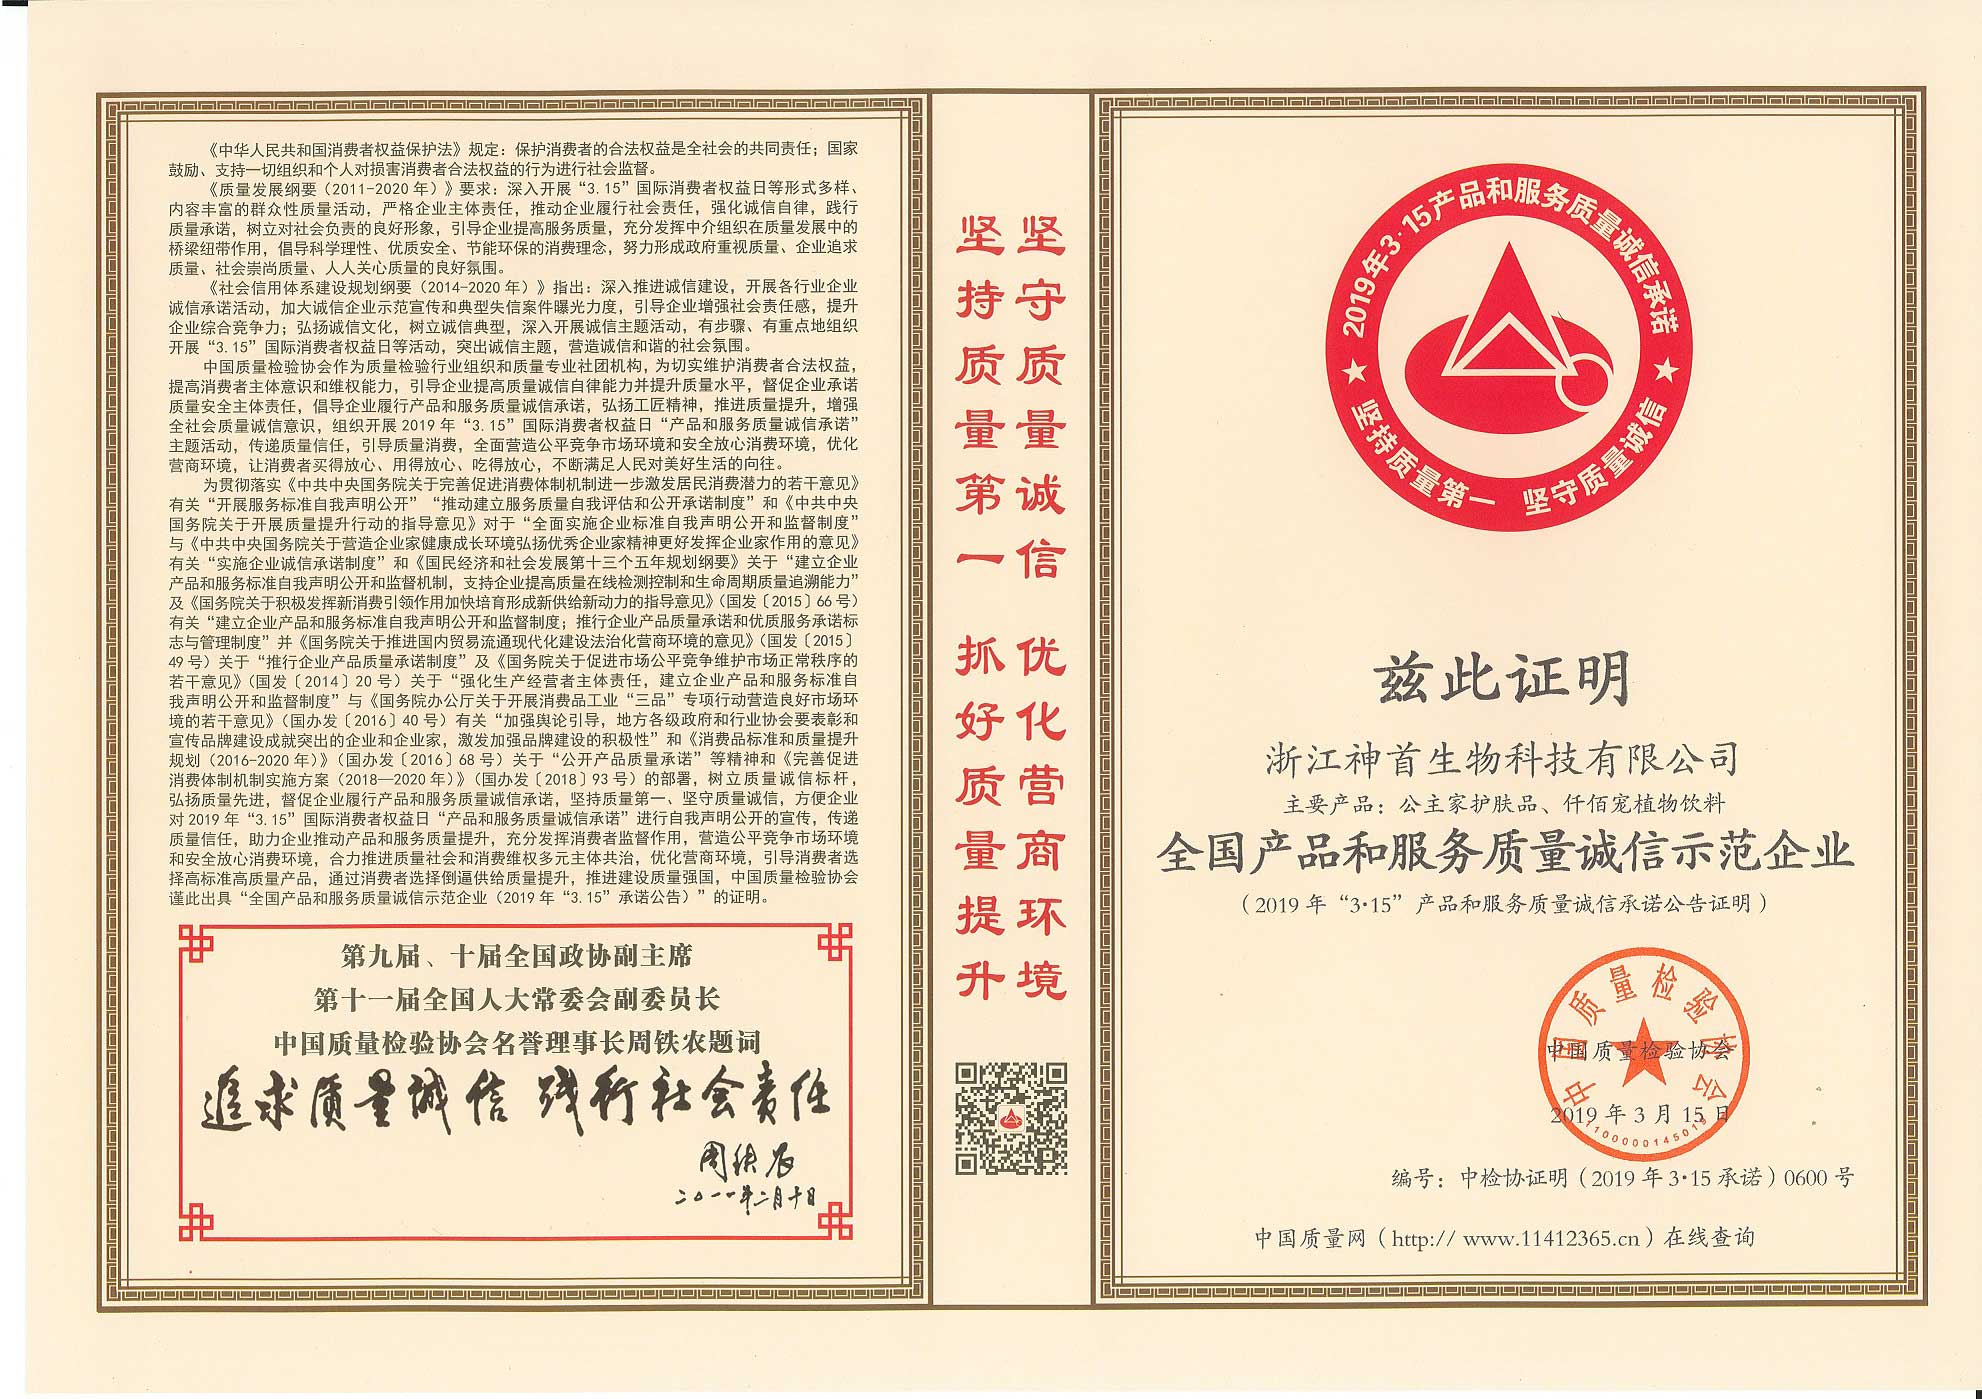 《中华人民共和国消费者权益保护法》规定：保护消费者的合法权益是全社会的共同责任；国家
鼓励、支持一切组织和个人对损害消费者合法权益的行为进行社会监督。
《质量发展纲要（2011-2020 年）》要求：深入开展“3.15”国际消费者权益日等形式多样、
内容丰富的群众性质量活动，严格企业主体责任，推动企业履行社会责任，强化诚信自律，践行
质量承诺，树立对社会负责的良好形象，引导企业提高服务质量，充分发挥中介组织在质量发展中的
桥梁纽带作用，倡导科学理性、优质安全、节能环保的消费理念，努力形成政府重视质量、企业追求
质量、社会崇尚质量、人人关心质量的良好氛围。
《社会信用体系建设规划纲要（2014-2020 年）》指出：深入推进诚信建设，开展各行业企业
诚信承诺活动，加大诚信企业示范宣传和典型失信案件曝光力度，引导企业增强社会责任感，提升
企业综合竞争力；弘扬诚信文化，树立诚信典型，深入开展诚信主题活动，有步骤、有重点地组织
开展“3.15”国际消费者权益日等活动，突出诚信主题，营造诚信和谐的社会氛围。
中国质量检验协会作为质量检验行业组织和质量专业社团机构，为切实维护消费者合法权益，
提高消费者主体意识和维权能力，引导企业提高质量诚信自律能力并提升质量水平，督促企业承诺
质量安全主体责任，倡导企业履行产品和服务质量诚信承诺，弘扬工匠精神，推进质量提升，增强
全社会质量诚信意识，组织开展 2019 年“3.15”国际消费者权益日“产品和服务质量诚信承诺”
主题活动，传递质量信任，引导质量消费，全面营造公平竞争市场环境和安全放心消费环境，优化
营商环境，让消费者买得放心、用得放心、吃得放心，不断满足人民对美好生活的向往。
为贯彻落实《中共中央国务院关于完善促进消费体制机制进一步激发居民消费潜力的若干意见》
有关“开展服务标准自我声明公开”“推动建立服务质量自我评估和公开承诺制度”和《中共中央
国务院关于开展质量提升行动的指导意见》对于“全面实施企业标准自我声明公开和监督制度”
与《中共中央国务院关于营造企业家健康成长环境弘扬优秀企业家精神更好发挥企业家作用的意见》
有关“实施企业诚信承诺制度”和《国民经济和社会发展第十三个五年规划纲要》关于“建立企业
产品和服务标准自我声明公开和监督机制，支持企业提高质量在线检测控制和生命周期质量追溯能力”
及《国务院关于积极发挥新消费引领作用加快培育形成新供给新动力的指导意见》（国发〔2015〕66 号）
有关“建立企业产品和服务标准自我声明公开和监督制度；推行企业产品质量承诺和优质服务承诺标
志与管理制度”并《国务院关于推进国内贸易流通现代化建设法治化营商环境的意见》（国发〔2015〕
49 号）关于“推行企业产品质量承诺制度”及《国务院关于促进市场公平竞争维护市场正常秩序的
若干意见》（国发〔2014〕20 号）关于“强化生产经营者主体责任，建立企业产品和服务标准自
我声明公开和监督制度”与《国务院办公厅关于开展消费品工业“三品”专项行动营造良好市场环
境的若干意见》（国办发〔2016〕40 号）有关“加强舆论引导，地方各级政府和行业协会要表彰和
宣传品牌建设成就突出的企业和企业家，激发加强品牌建设的积极性”和《消费品标准和质量提升
规划（2016-2020 年）》（国办发〔2016〕68 号）关于“公开产品质量承诺”等精神和《完善促进
消费体制机制实施方案（2018—2020 年）》（国办发〔2018〕93 号）的部署，树立质量诚信标杆，
弘扬质量先进，督促企业履行产品和服务质量诚信承诺，坚持质量第一、坚守质量诚信，方便企业
对 2019 年“3.15”国际消费者权益日“产品和服务质量诚信承诺”进行自我声明公开的宣传，传递
质量信任，助力企业推动产品和服务质量提升，充分发挥消费者监督作用，营造公平竞争市场环境
和安全放心消费环境，合力推进质量社会和消费维权多元主体共治，优化营商环境，引导消费者选
择高标准高质量产品，通过消费者选择倒逼供给质量提升，推进建设质量强国，中国质量检验协会
谨此出具“全国产品和服务质量诚信示范企业（2019 年“3.15”承诺公告）”的证明。
第九届、十届全国政协副主席
第十一届全国人大常委会副委员长
中国质量检验协会名誉理事长周铁农题词
追求质量诚信 践行社会责任
周铁农
二〇一一年二月十日
坚守质量诚信 优化营商环境
坚持质量第一 抓好质量提升
2019年3·15产品和服务质量诚信承诺
★ 坚持质量第一 坚守质量诚信 ★
兹此证明
浙江神首生物科技有限公司
主要产品：公主家护肤品、仟佰宠植物饮料
全国产品和服务质量诚信示范企业
（2019 年“3·15”产品和服务质量诚信承诺公告证明）
中国质量检验协会
中国质量检验协会
2019 年 3 月 15 日
1100000145019
编号：中检协证明（2019 年 3·15 承诺）0600 号
中国质量网（http:// www.11412365.cn）在线查询